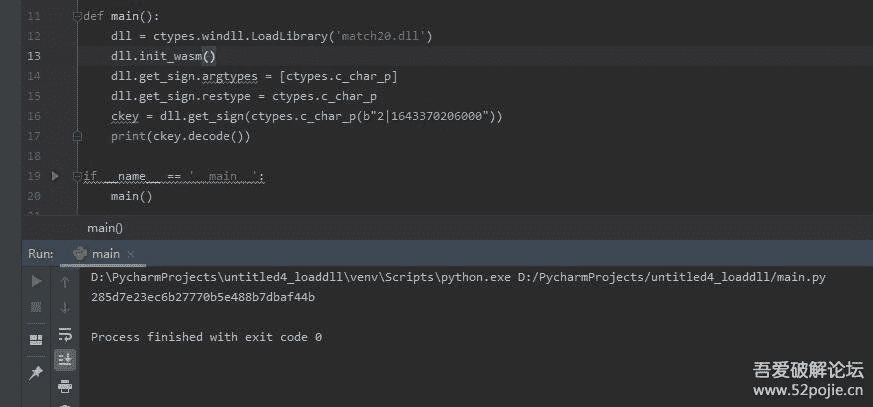 11 def main():
12 dll = ctypes.windll.LoadLibrary('match20.dll')
13 dll.init_wasm()
14 dll.get_sign.argtypes = [ctypes.c_char_p]
15 dll.get_sign.restype = ctypes.c_char_p
16 ckey = dll.get_sign(ctypes.c_char_p(b"2|1643370206000"))
17 print(ckey.decode())
18
19 if __name__ == '__main__':
20 main()
main()
Run: main ×
D:\PycharmProjects\untitled4_loaddll\venv\Scripts\python.exe D:/PycharmProjects/untitled4_loaddll/main.py
285d7e23ec6b27770b5e488b7dbaf44b
Process finished with exit code 0
吾爱破解论坛
www.52pojie.cn